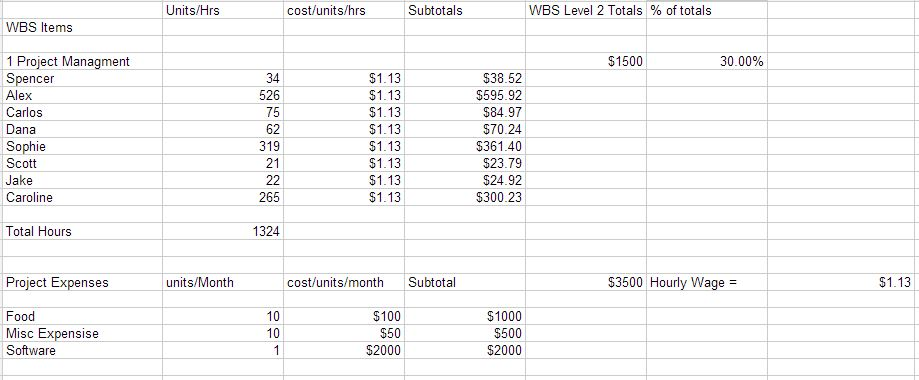 Units/Hrs cost/units/hrs Subtotals WBS Level 2 Totals % of totals
WBS Items
1 Project Managment $1500 30.00%
Spencer 34 $1.13 $38.52
Alex 526 $1.13 $595.92
Carlos 75 $1.13 $84.97
Dana 62 $1.13 $70.24
Sophie 319 $1.13 $361.40
Scott 21 $1.13 $23.79
Jake 22 $1.13 $24.92
Caroline 265 $1.13 $300.23
Total Hours 1324
Project Expenses units/Month cost/units/month Subtotal $3500 Hourly Wage = $1.13
Food 10 $100 $1000
Misc Expensise 10 $50 $500
Software 1 $2000 $2000